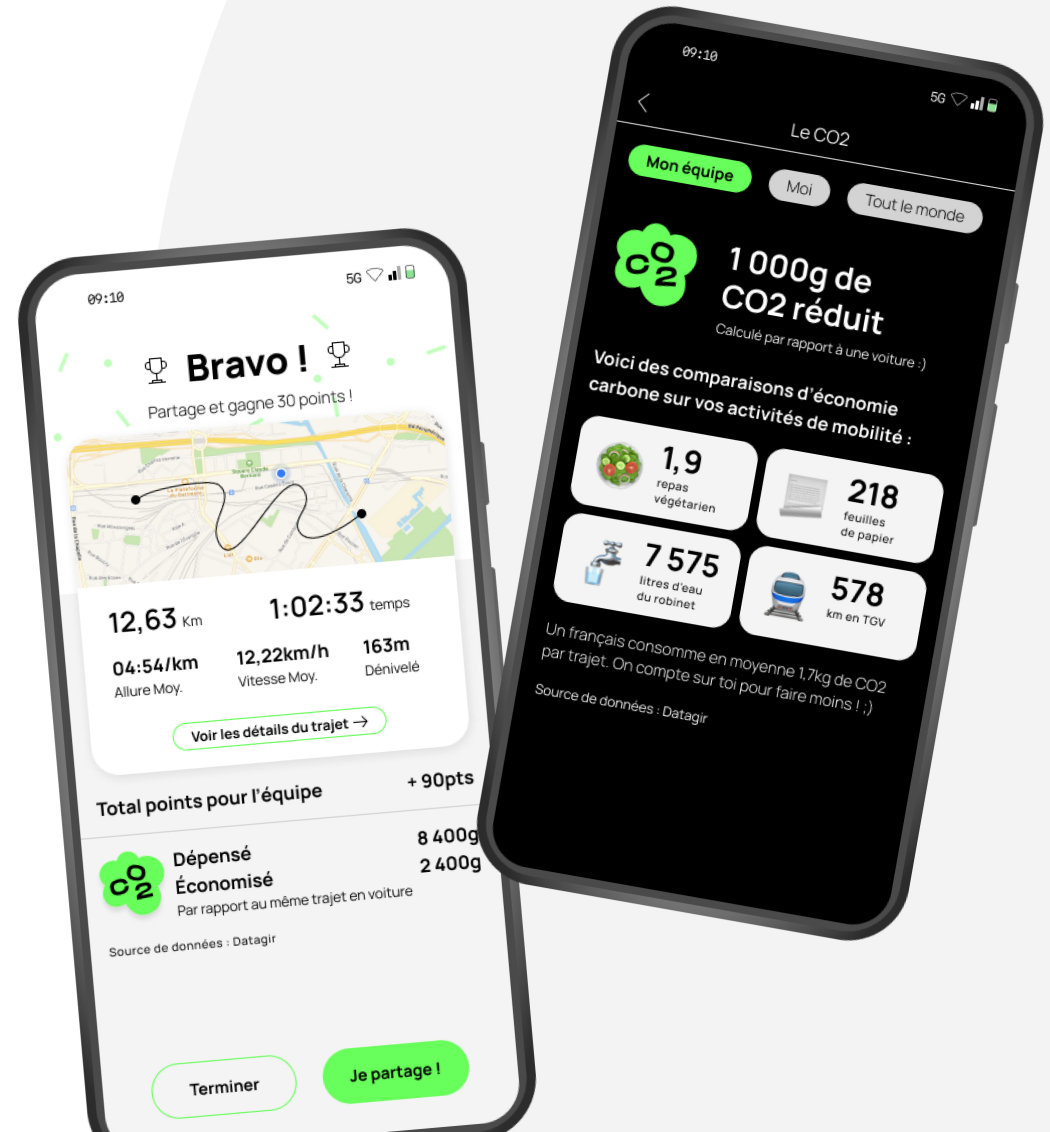 09:10
5G
Bravo !
Partage et gagne 30 points !
Square Claude
Bernard
12,63 Km
1:02:33 temps
04:54/km
Allure Moy.
12,22km/h
Vitesse Moy.
163m
Dénivelé
Voir les détails du trajet →
Total points pour l'équipe
+ 90pts
CO2
Dépensé
8 400g
Économisé
2 400g
Par rapport au même trajet en voiture
Source de données : Datagir
Terminer
Je partage !
09:10
5G
Le CO2
Mon équipe
Moi
Tout le monde
CO2
1 000g de
CO2 réduit
Calculé par rapport à une voiture :)
Voici des comparaisons d'économie
carbone sur vos activités de mobilité :
1,9
repas
végétarien
218
feuilles
de papier
7 575
litres d'eau
du robinet
578
km en TGV
Un français consomme en moyenne 1,7kg de CO2
par trajet. On compte sur toi pour faire moins ! ;)
Source de données : Datagir